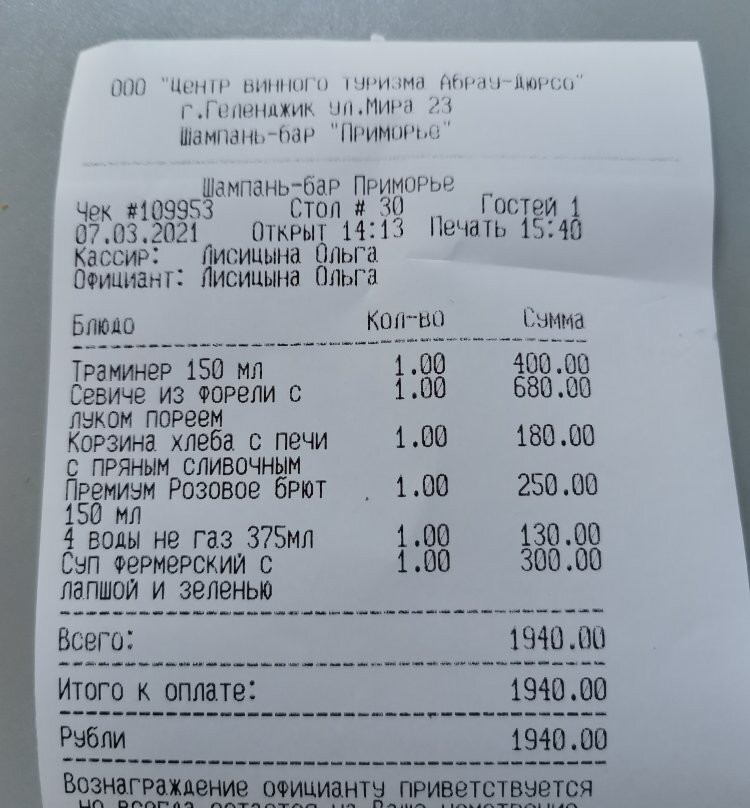 ООО "Центр винного туризма Абрау-Дюрсо"
г.Геленджик ул.Мира 23
Шампань-бар "Приморье"
Шампань-бар Приморье
Чек #109953 Стол # 30 Гостей 1
07.03.2021 Открыт 14:13 Печать 15:40
Кассир: Лисицына Ольга
Официант: Лисицына Ольга
Блюдо Кол-во Сумма
Траминер 150 мл 1.00 400.00
Севиче из форели с 1.00 680.00
луком пореем
Корзина хлеба с печи 1.00 180.00
с пряным сливочным
Премиум Розовое брют 1.00 250.00
150 мл
4 воды не газ 375мл 1.00 130.00
Суп фермерский с 1.00 300.00
лапшой и зеленью
Всего: 1940.00
Итого к оплате: 1940.00
Рубли 1940.00
Вознаграждение официанту приветствуется
но всегда остается на Ваше